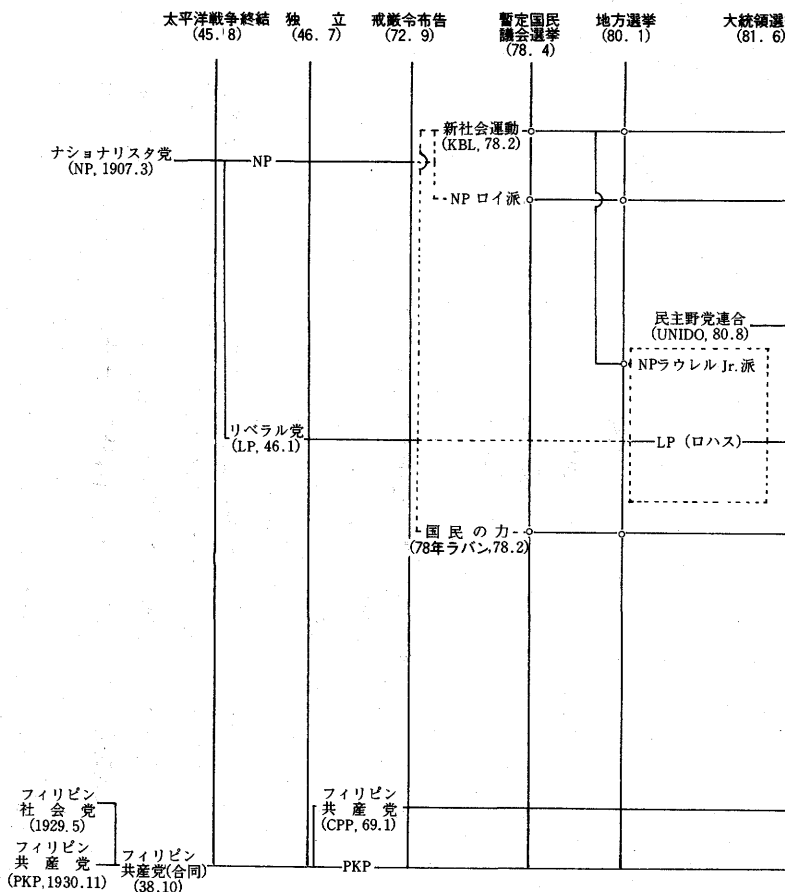 太平洋戦争終結
(45. 8)
独 立
(46. 7)
戒厳令布告
(72. 9)
暫定国民
議会選挙
(78. 4)
地方選挙
(80. 1)
大統領選
(81. 6)
新社会運動
(KBL, 78.2)
ナショナリスタ党
(NP, 1907.3)
NP
NP ロイ派
民主野党連合
(UNIDO, 80.8)
NPラウレル Jr. 派
リベラル党
(LP, 46.1)
LP (ロハス)
国 民 の 力
(78年ラバン,78.2)
フィリピン
社 会 党
(1929.5)
フィリピン
共 産 党
(CPP, 69.1)
フィリピン
共 産 党
(PKP,1930.11)
フィリピン
共産党(合同)
(38.10)
PKP